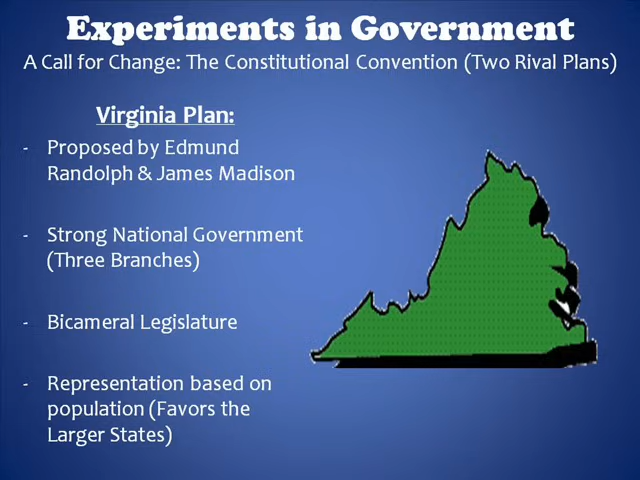 Experiments in Government
A Call for Change: The Constitutional Convention (Two Rival Plans)
Virginia Plan:
- Proposed by Edmund
Randolph & James Madison
- Strong National Government
(Three Branches)
- Bicameral Legislature
- Representation based on
population (Favors the
Larger States)